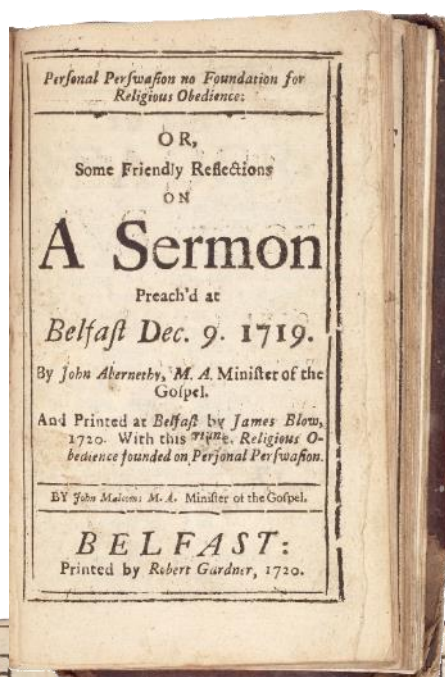 Perſonal Perſwaſion no Foundation for
Religious Obedience:
OR,
Some Friendly Reflections
ON
A Sermon
Preach'd at
Belfaſt Dec. 9. 1719.
By John Abernethy, M. A. Miniſter of the
Goſpel.
And Printed at Belfaſt by James Blow,
1720. With this Religious O-
bedience founded on Perſonal Perſwaſion.
BY John Malcome M. A. Miniſter of the Goſpel.
BELFAST:
Printed by Robert Gardner, 1720.